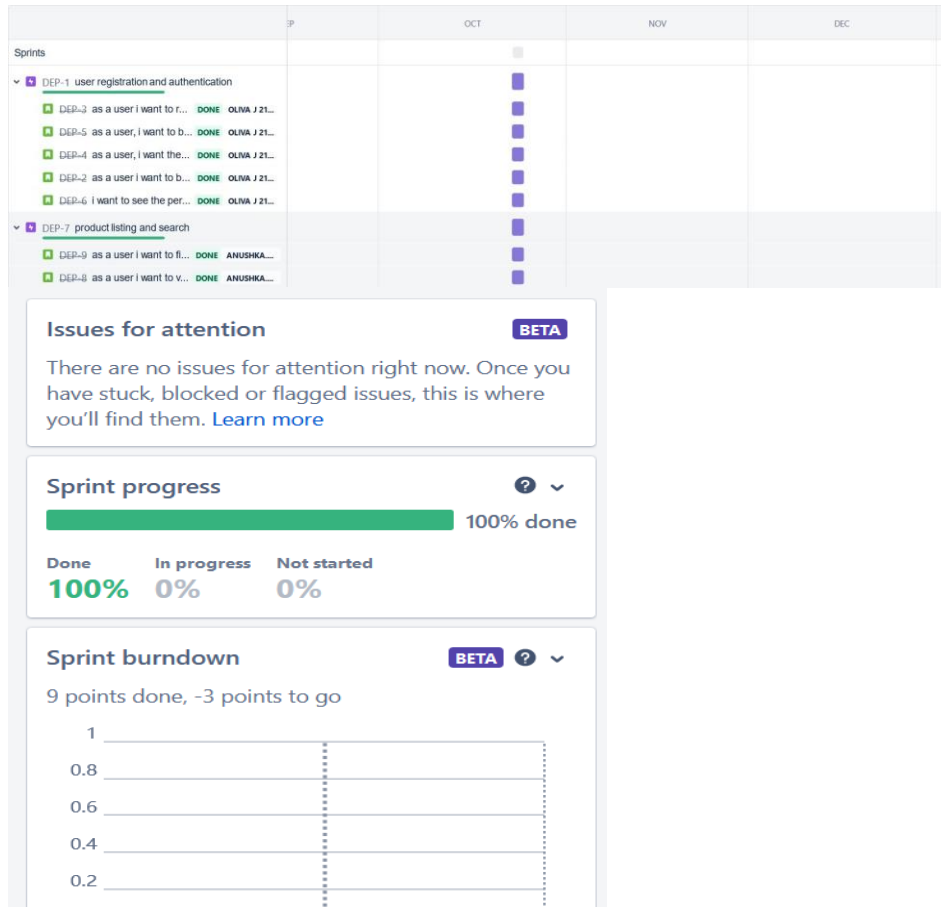 EP OCT NOV DEC
Sprints
DEP-1 user registration and authentication
DEP-3 as a user i want to r... DONE OLIVA J 21...
DEP-5 as a user, i want to b... DONE OLIVA J 21...
DEP-4 as a user, i want the... DONE OLIVA J 21...
DEP-2 as a user i want to b... DONE OLIVA J 21...
DEP-6 i want to see the per... DONE OLIVA J 21...
DEP-7 product listing and search
DEP-9 as a user i want to fi... DONE ANUSHKA...
DEP-8 as a user i want to v... DONE ANUSHKA...
Issues for attention BETA
There are no issues for attention right now. Once you
have stuck, blocked or flagged issues, this is where
you'll find them. Learn more
Sprint progress ?
100% done
Done In progress Not started
100% 0% 0%
Sprint burndown BETA ?
9 points done, -3 points to go
1
0.8
0.6
0.4
0.2